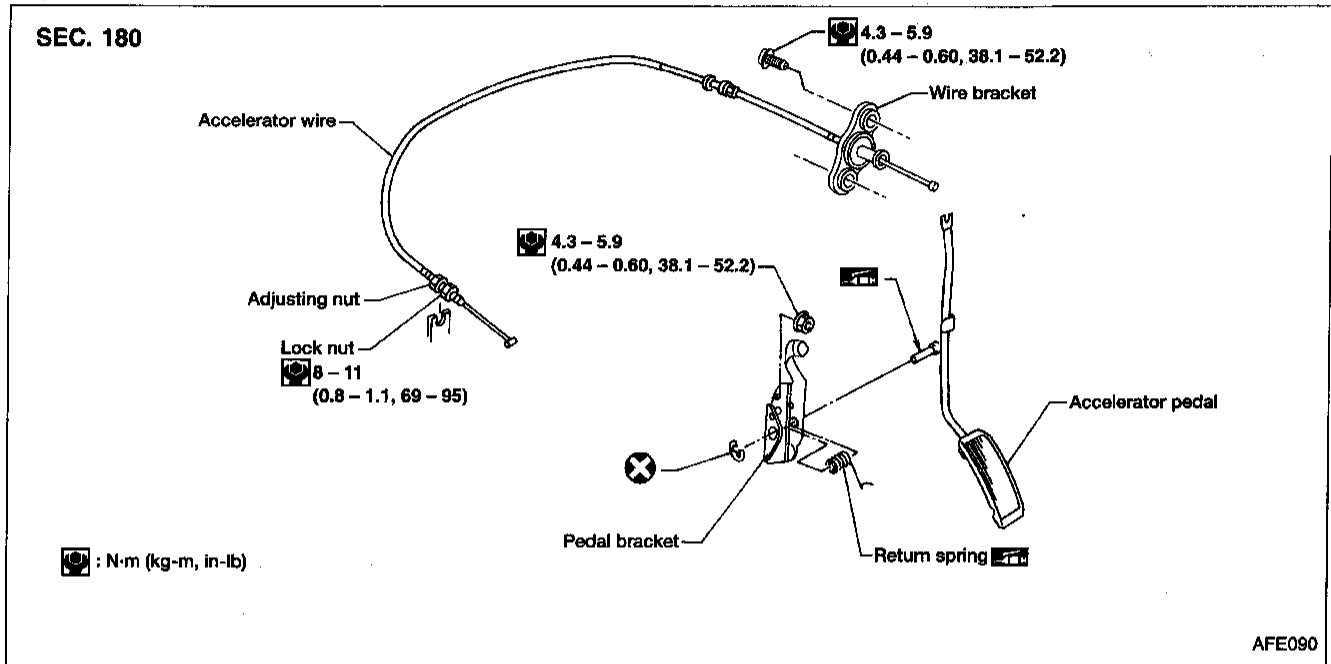 SEC. 180
4.3 – 5.9
(0.44 – 0.60, 38.1 – 52.2)
Wire bracket
Accelerator wire
4.3 – 5.9
(0.44 – 0.60, 38.1 – 52.2)
Adjusting nut
Lock nut
8 – 11
(0.8 – 1.1, 69 – 95)
Accelerator pedal
Pedal bracket
Return spring
: N·m (kg-m, in-lb)
AFE090